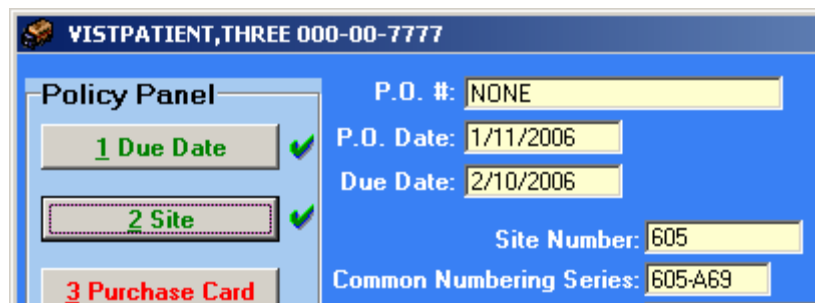 VISTPATIENT,THREE 000-00-7777
Policy Panel
1 Due Date
2 Site
3 Purchase Card
P.O. #: NONE
P.O. Date: 1/11/2006
Due Date: 2/10/2006
Site Number: 605
Common Numbering Series: 605-A69